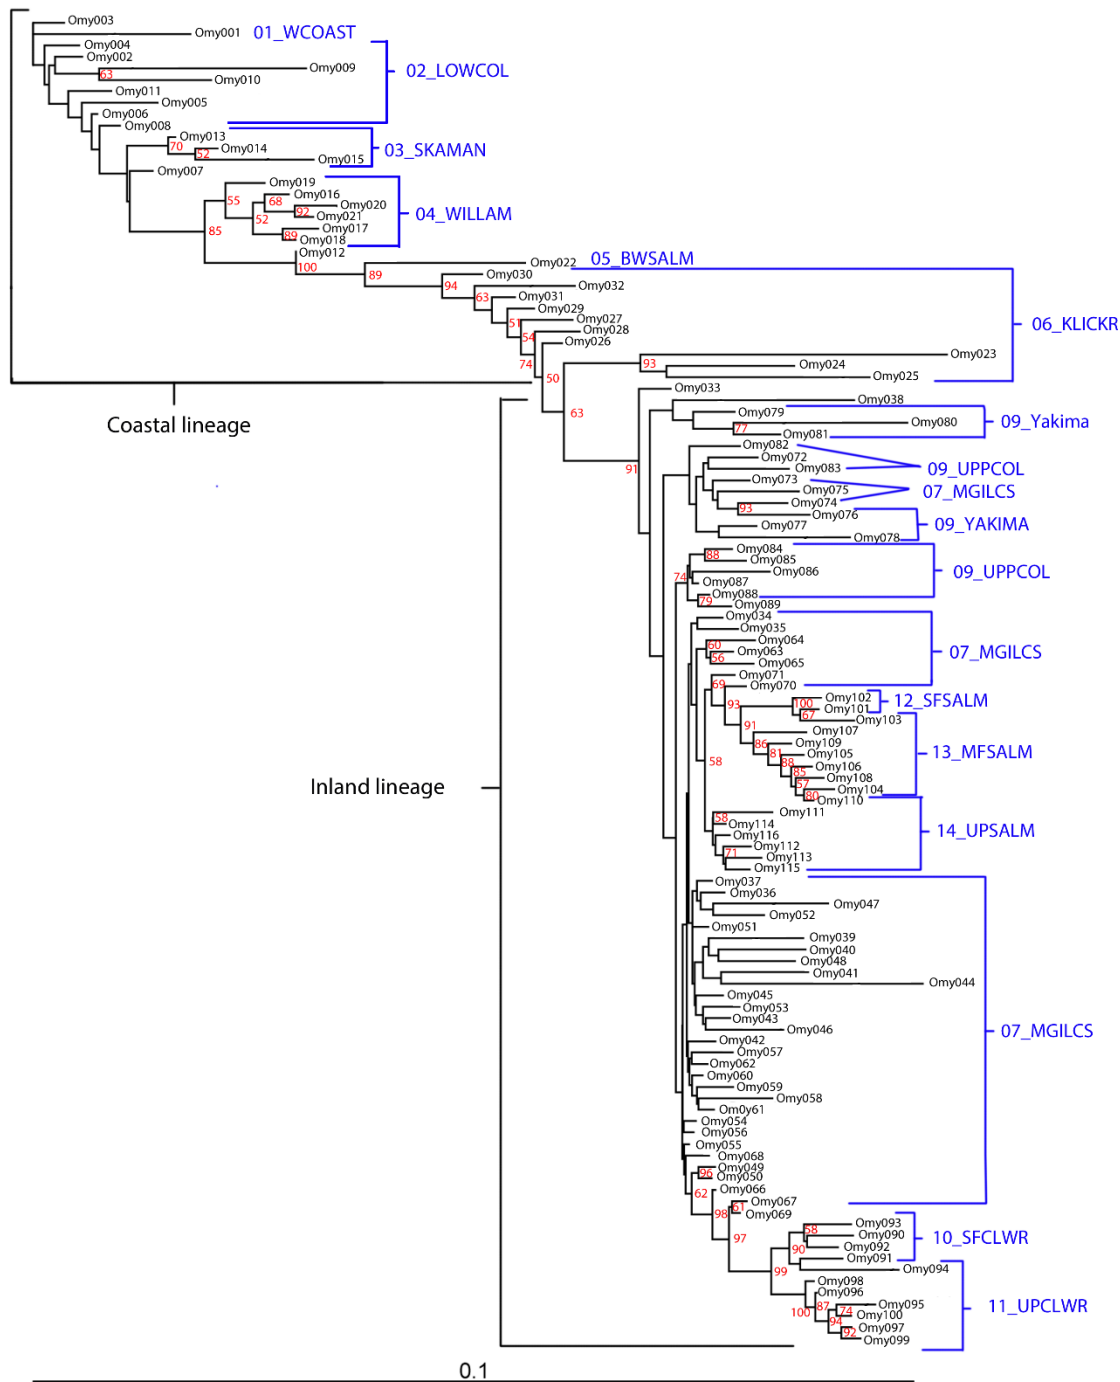 Omy003
Omy001
01_WCOAST
Omy004
Omy002
Omy009
63
Omy010
02_LOWCOL
Omy011
Omy005
Omy006
Omy008
Omy013
70
Omy014
52
Omy015
03_SKAMAN
Omy007
Omy019
55
Omy016
68
Omy020
92
Omy021
52
Omy017
04_WILLAM
85
89
Omy018
Omy012
100
Omy022
05_BWSALM
89
Omy030
94
Omy032
63
Omy031
Omy029
51
Omy027
54
Omy028
06_KLICKR
Omy026
74
Omy023
93
Omy024
50
Omy025
Omy033
Omy038
63
Omy079
Omy080
77
Omy081
09_Yakima
Coastal lineage
Omy082
Omy072
91
Omy083
09_UPPCOL
Omy073
Omy075
07_MGILCS
Omy074
93
Omy076
Omy077
09_YAKIMA
Omy078
Omy084
88
Omy085
Omy086
09_UPPCOL
74
Omy087
Omy088
79
Omy089
Omy034
Omy035
Omy064
60
Omy063
56
07_MGILCS
Omy065
Omy071
69
Omy070
Omy102
100
12_SFSALM
93
Omy101
67
Omy103
91
Omy107
86
Omy109
81
Omy105
13_MFSALM
58
88
Omy106
85
Omy108
57
Omy104
80
Omy110
Inland lineage
Omy111
58
Omy114
Omy116
14_UPSALM
Omy112
71
Omy113
Omy115
Omy037
Omy036
Omy047
Omy052
Omy051
Omy039
Omy040
Omy048
Omy041
Omy044
Omy045
Omy053
Omy043
Omy046
07_MGILCS
Omy042
Omy057
Omy062
Omy060
Omy059
Omy058
Om0y61
Omy054
Omy056
Omy055
Omy068
Omy049
96
Omy050
62
Omy066
Omy067
61
98
Omy069
Omy093
58
97
Omy090
10_SFCLWR
90
Omy092
Omy091
99
Omy094
Omy098
Omy096
87
Omy095
100
74
Omy100
11_UPCLWR
94
Omy097
92
Omy099
0.1